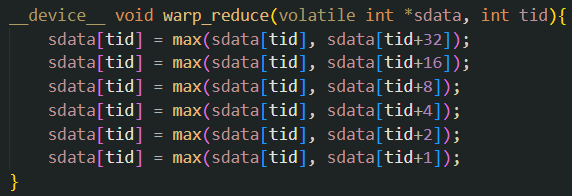 __device__ void warp_reduce(volatile int *sdata, int tid){
    sdata[tid] = max(sdata[tid], sdata[tid+32]);
    sdata[tid] = max(sdata[tid], sdata[tid+16]);
    sdata[tid] = max(sdata[tid], sdata[tid+8]);
    sdata[tid] = max(sdata[tid], sdata[tid+4]);
    sdata[tid] = max(sdata[tid], sdata[tid+2]);
    sdata[tid] = max(sdata[tid], sdata[tid+1]);
}